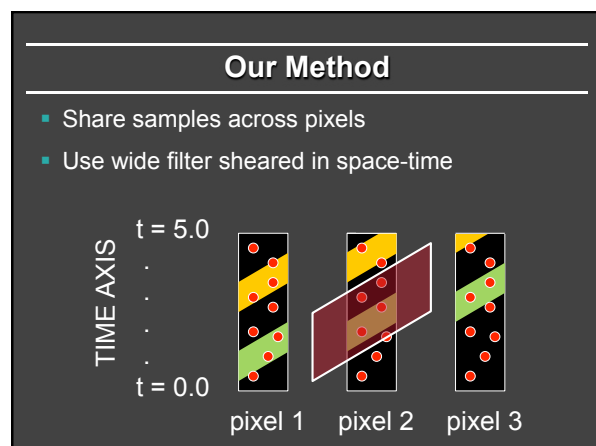 Our Method
Share samples across pixels
Use wide filter sheared in space-time
TIME AXIS
t = 5.0
.
.
.
.
t = 0.0
pixel 1
pixel 2
pixel 3